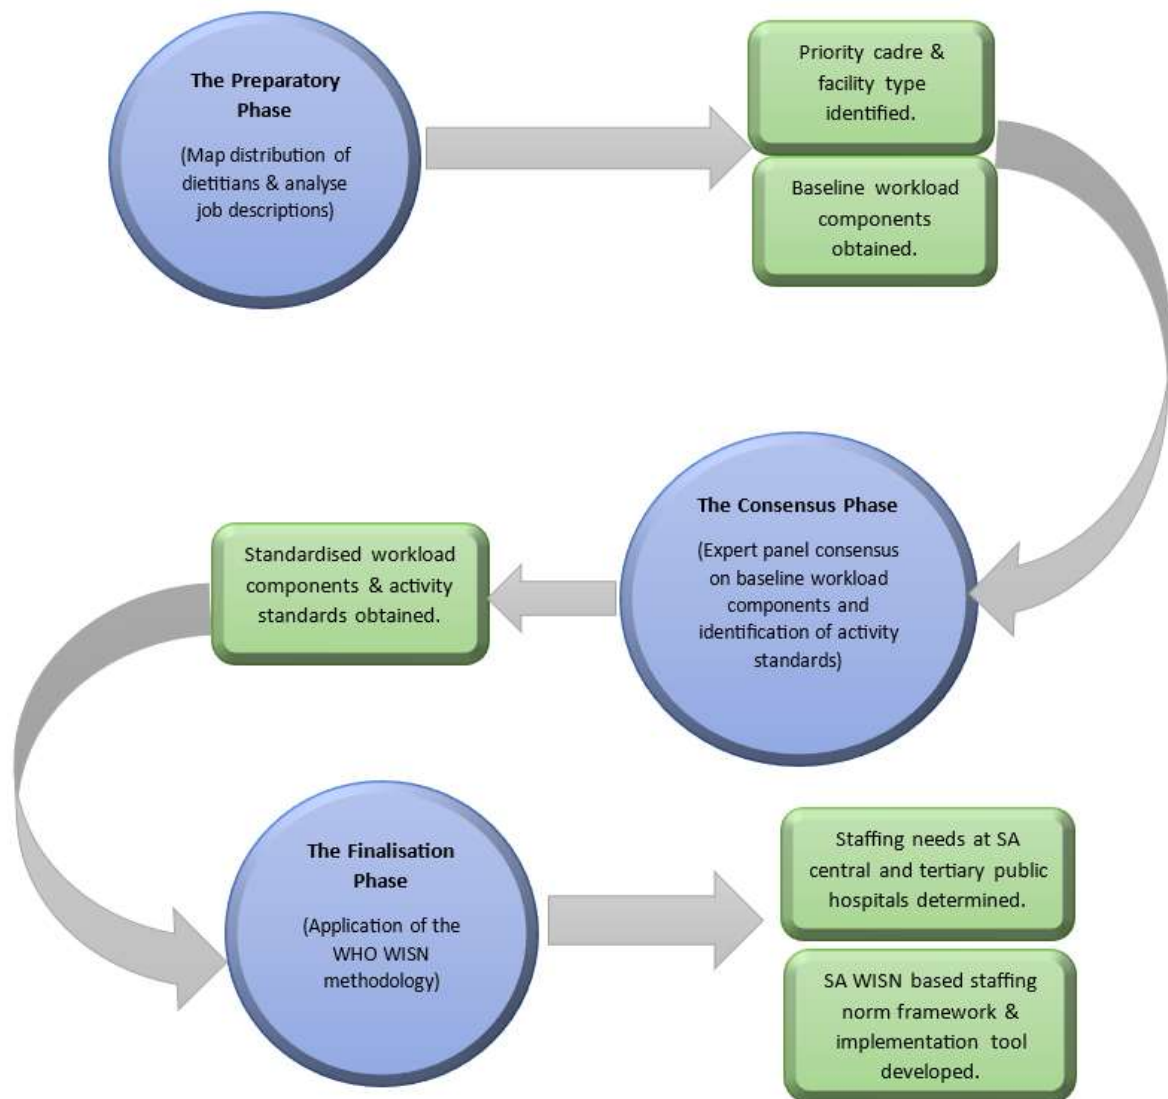 The Preparatory
Phase
(Map distribution of
dietitians & analyse
job descriptions)
Priority cadre &
facility type
identified.
Baseline workload
components
obtained.
The Consensus Phase
(Expert panel consensus
on baseline workload
components and
identification of activity
standards)
Standardised workload
components & activity
standards obtained.
The Finalisation
Phase
(Application of the
WHO WISN
methodology)
Staffing needs at SA
central and tertiary public
hospitals determined.
SA WISN based staffing
norm framework &
implementation tool
developed.